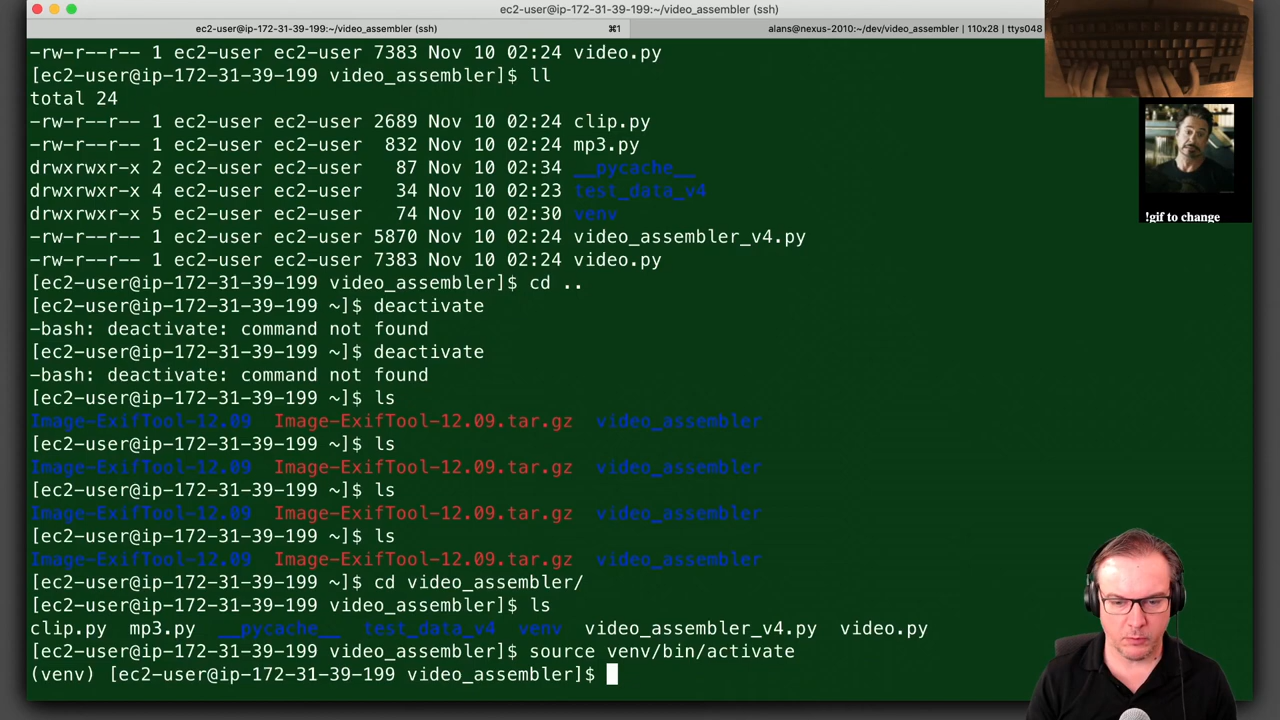 ec2-user@ip-172-31-39-199:~/video_assembler (ssh)
ec2-user@ip-172-31-39-199:~/video_assembler (ssh) ⌘1 alans@nexus-2010:~/dev/video_assembler | 110x28 | ttys048
-rw-r--r-- 1 ec2-user ec2-user 7383 Nov 10 02:24 video.py
[ec2-user@ip-172-31-39-199 video_assembler]$ ll
total 24
-rw-r--r-- 1 ec2-user ec2-user 2689 Nov 10 02:24 clip.py
-rw-r--r-- 1 ec2-user ec2-user 832 Nov 10 02:24 mp3.py
drwxrwxr-x 2 ec2-user ec2-user 87 Nov 10 02:34 __pycache__
drwxrwxr-x 4 ec2-user ec2-user 34 Nov 10 02:23 test_data_v4
drwxrwxr-x 5 ec2-user ec2-user 74 Nov 10 02:30 venv
-rw-r--r-- 1 ec2-user ec2-user 5870 Nov 10 02:24 video_assembler_v4.py
-rw-r--r-- 1 ec2-user ec2-user 7383 Nov 10 02:24 video.py
[ec2-user@ip-172-31-39-199 video_assembler]$ cd ..
[ec2-user@ip-172-31-39-199 ~]$ deactivate
-bash: deactivate: command not found
[ec2-user@ip-172-31-39-199 ~]$ deactivate
-bash: deactivate: command not found
[ec2-user@ip-172-31-39-199 ~]$ ls
Image-ExifTool-12.09 Image-ExifTool-12.09.tar.gz video_assembler
[ec2-user@ip-172-31-39-199 ~]$ ls
Image-ExifTool-12.09 Image-ExifTool-12.09.tar.gz video_assembler
[ec2-user@ip-172-31-39-199 ~]$ ls
Image-ExifTool-12.09 Image-ExifTool-12.09.tar.gz video_assembler
[ec2-user@ip-172-31-39-199 ~]$ ls
Image-ExifTool-12.09 Image-ExifTool-12.09.tar.gz video_assembler
[ec2-user@ip-172-31-39-199 ~]$ cd video_assembler/
[ec2-user@ip-172-31-39-199 video_assembler]$ ls
clip.py mp3.py __pycache__ test_data_v4 venv video_assembler_v4.py video.py
[ec2-user@ip-172-31-39-199 video_assembler]$ source venv/bin/activate
(venv) [ec2-user@ip-172-31-39-199 video_assembler]$
!gif to change